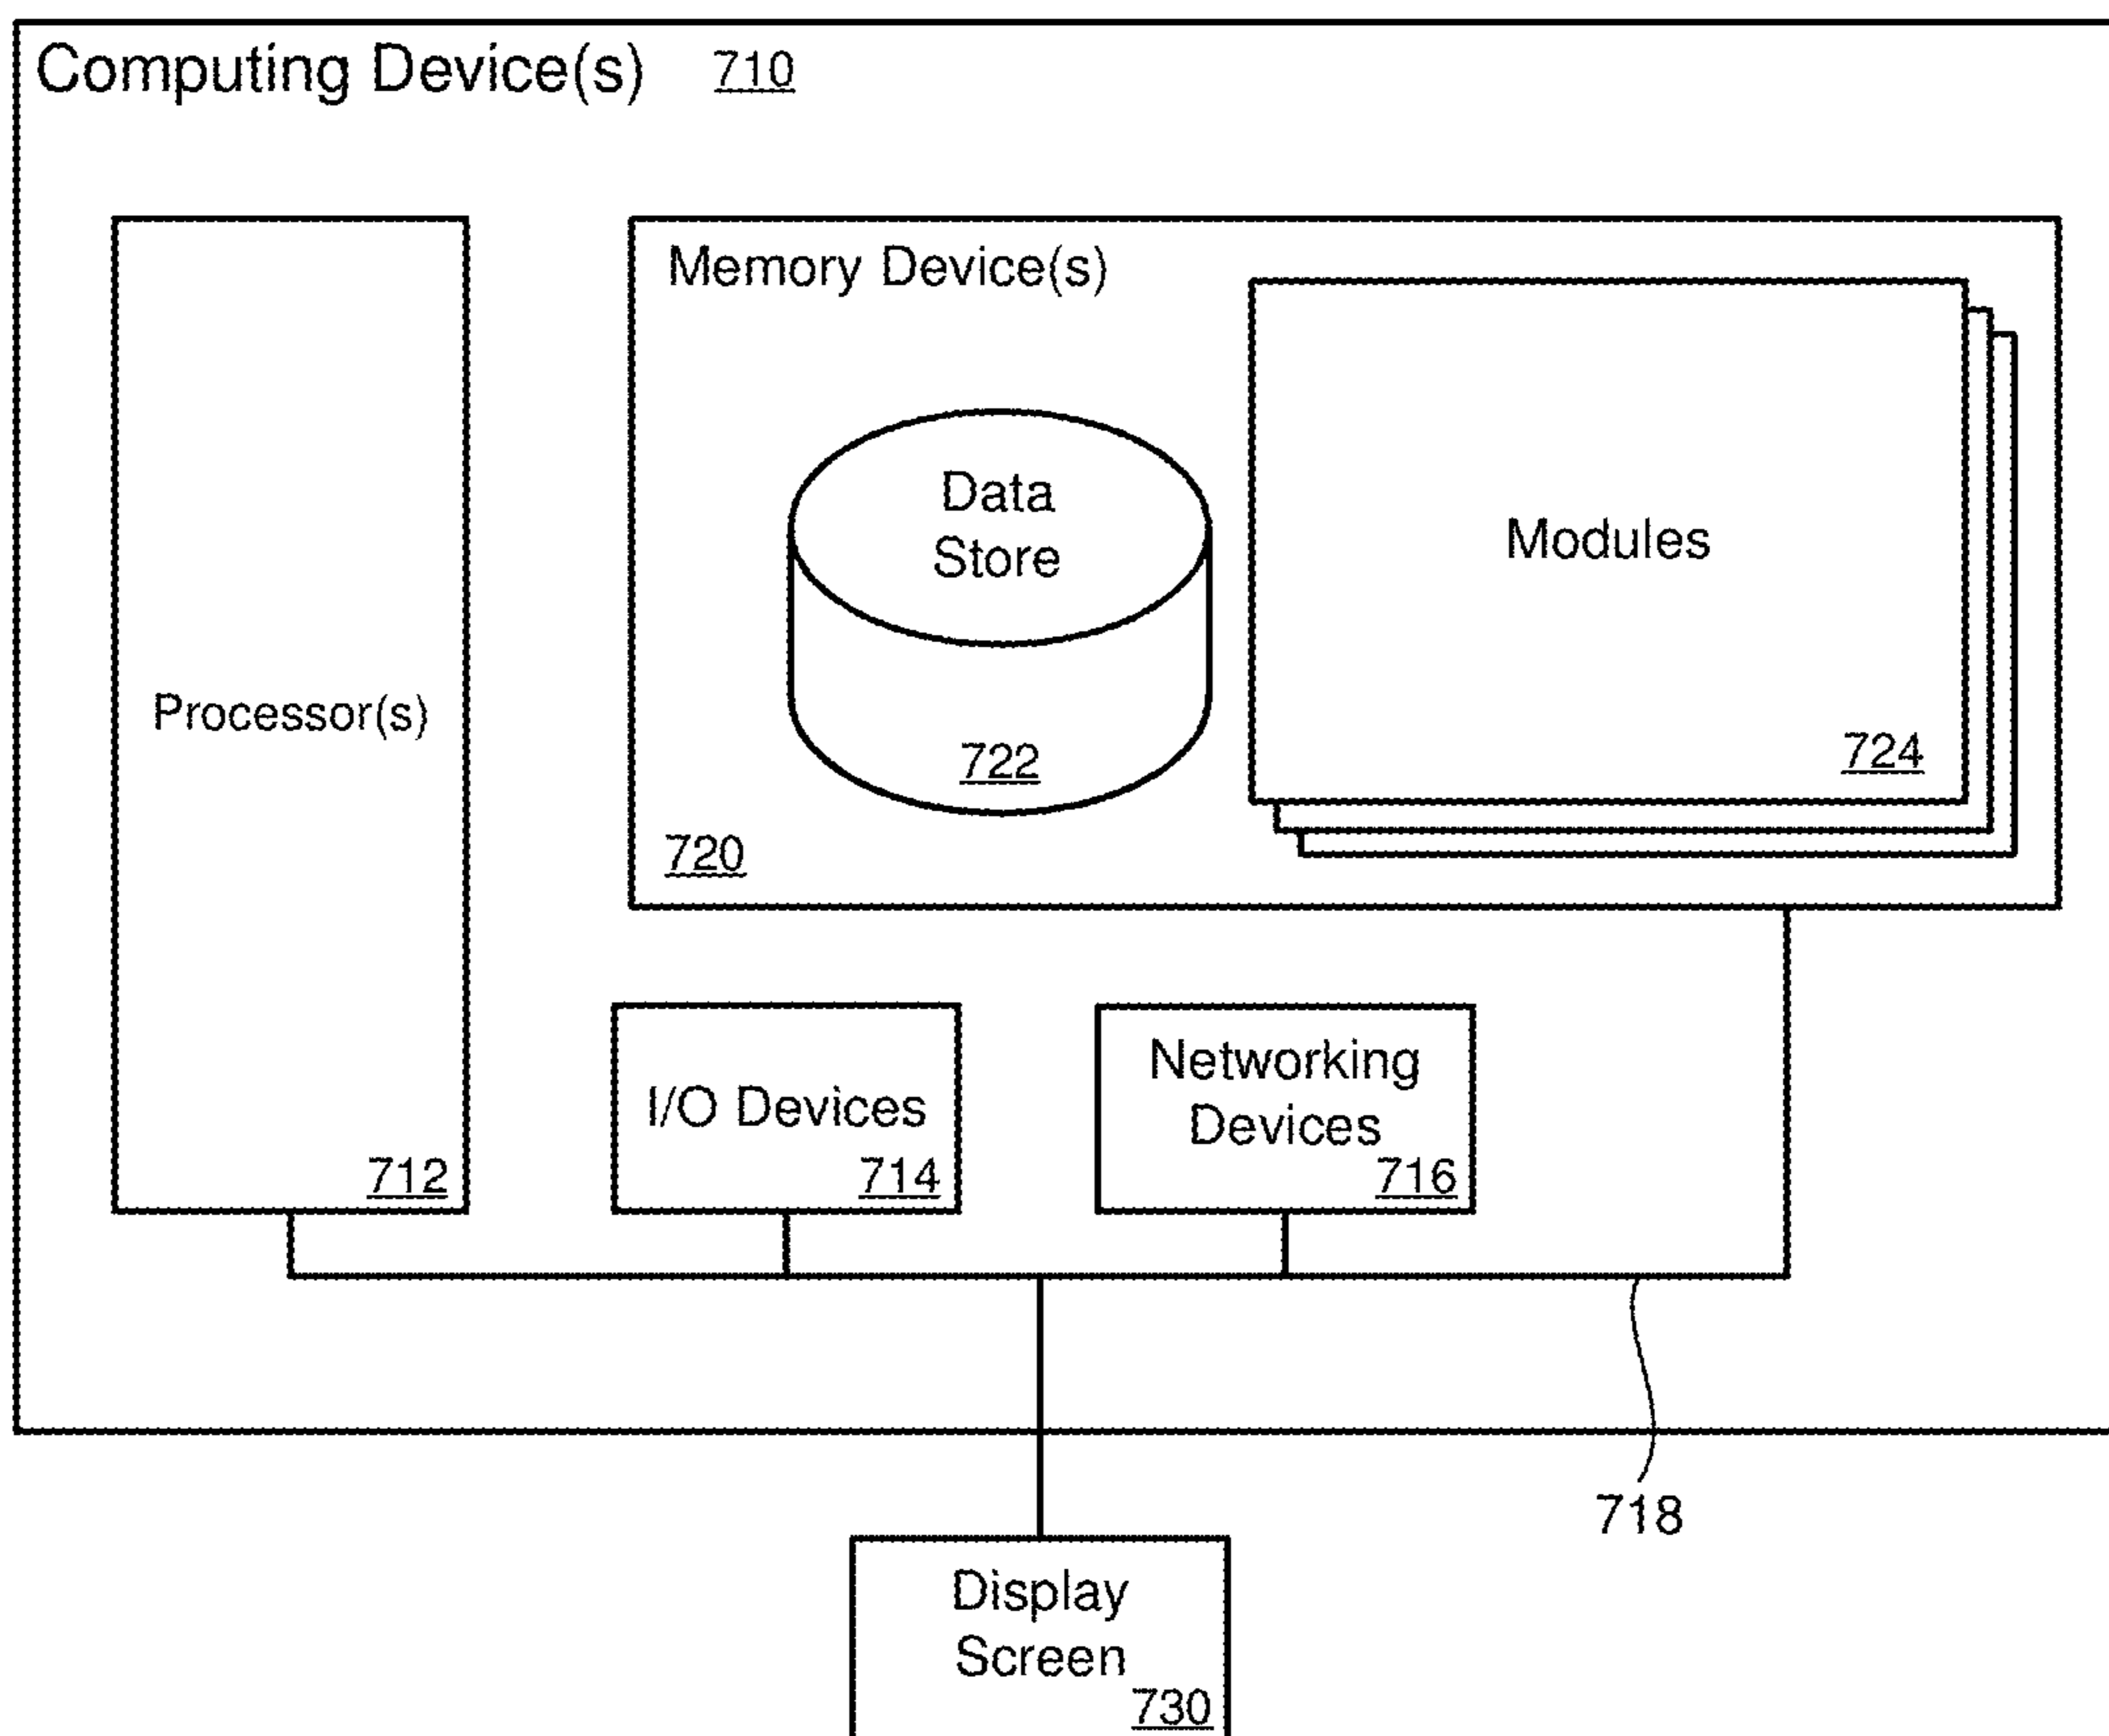 Computing Device(s) 710
Memory Device(s)
Data
Store
Modules
Processor(s)
722
724
720
I/O Devices
Networking
Devices
712
714
716
718
Display
Screen
730